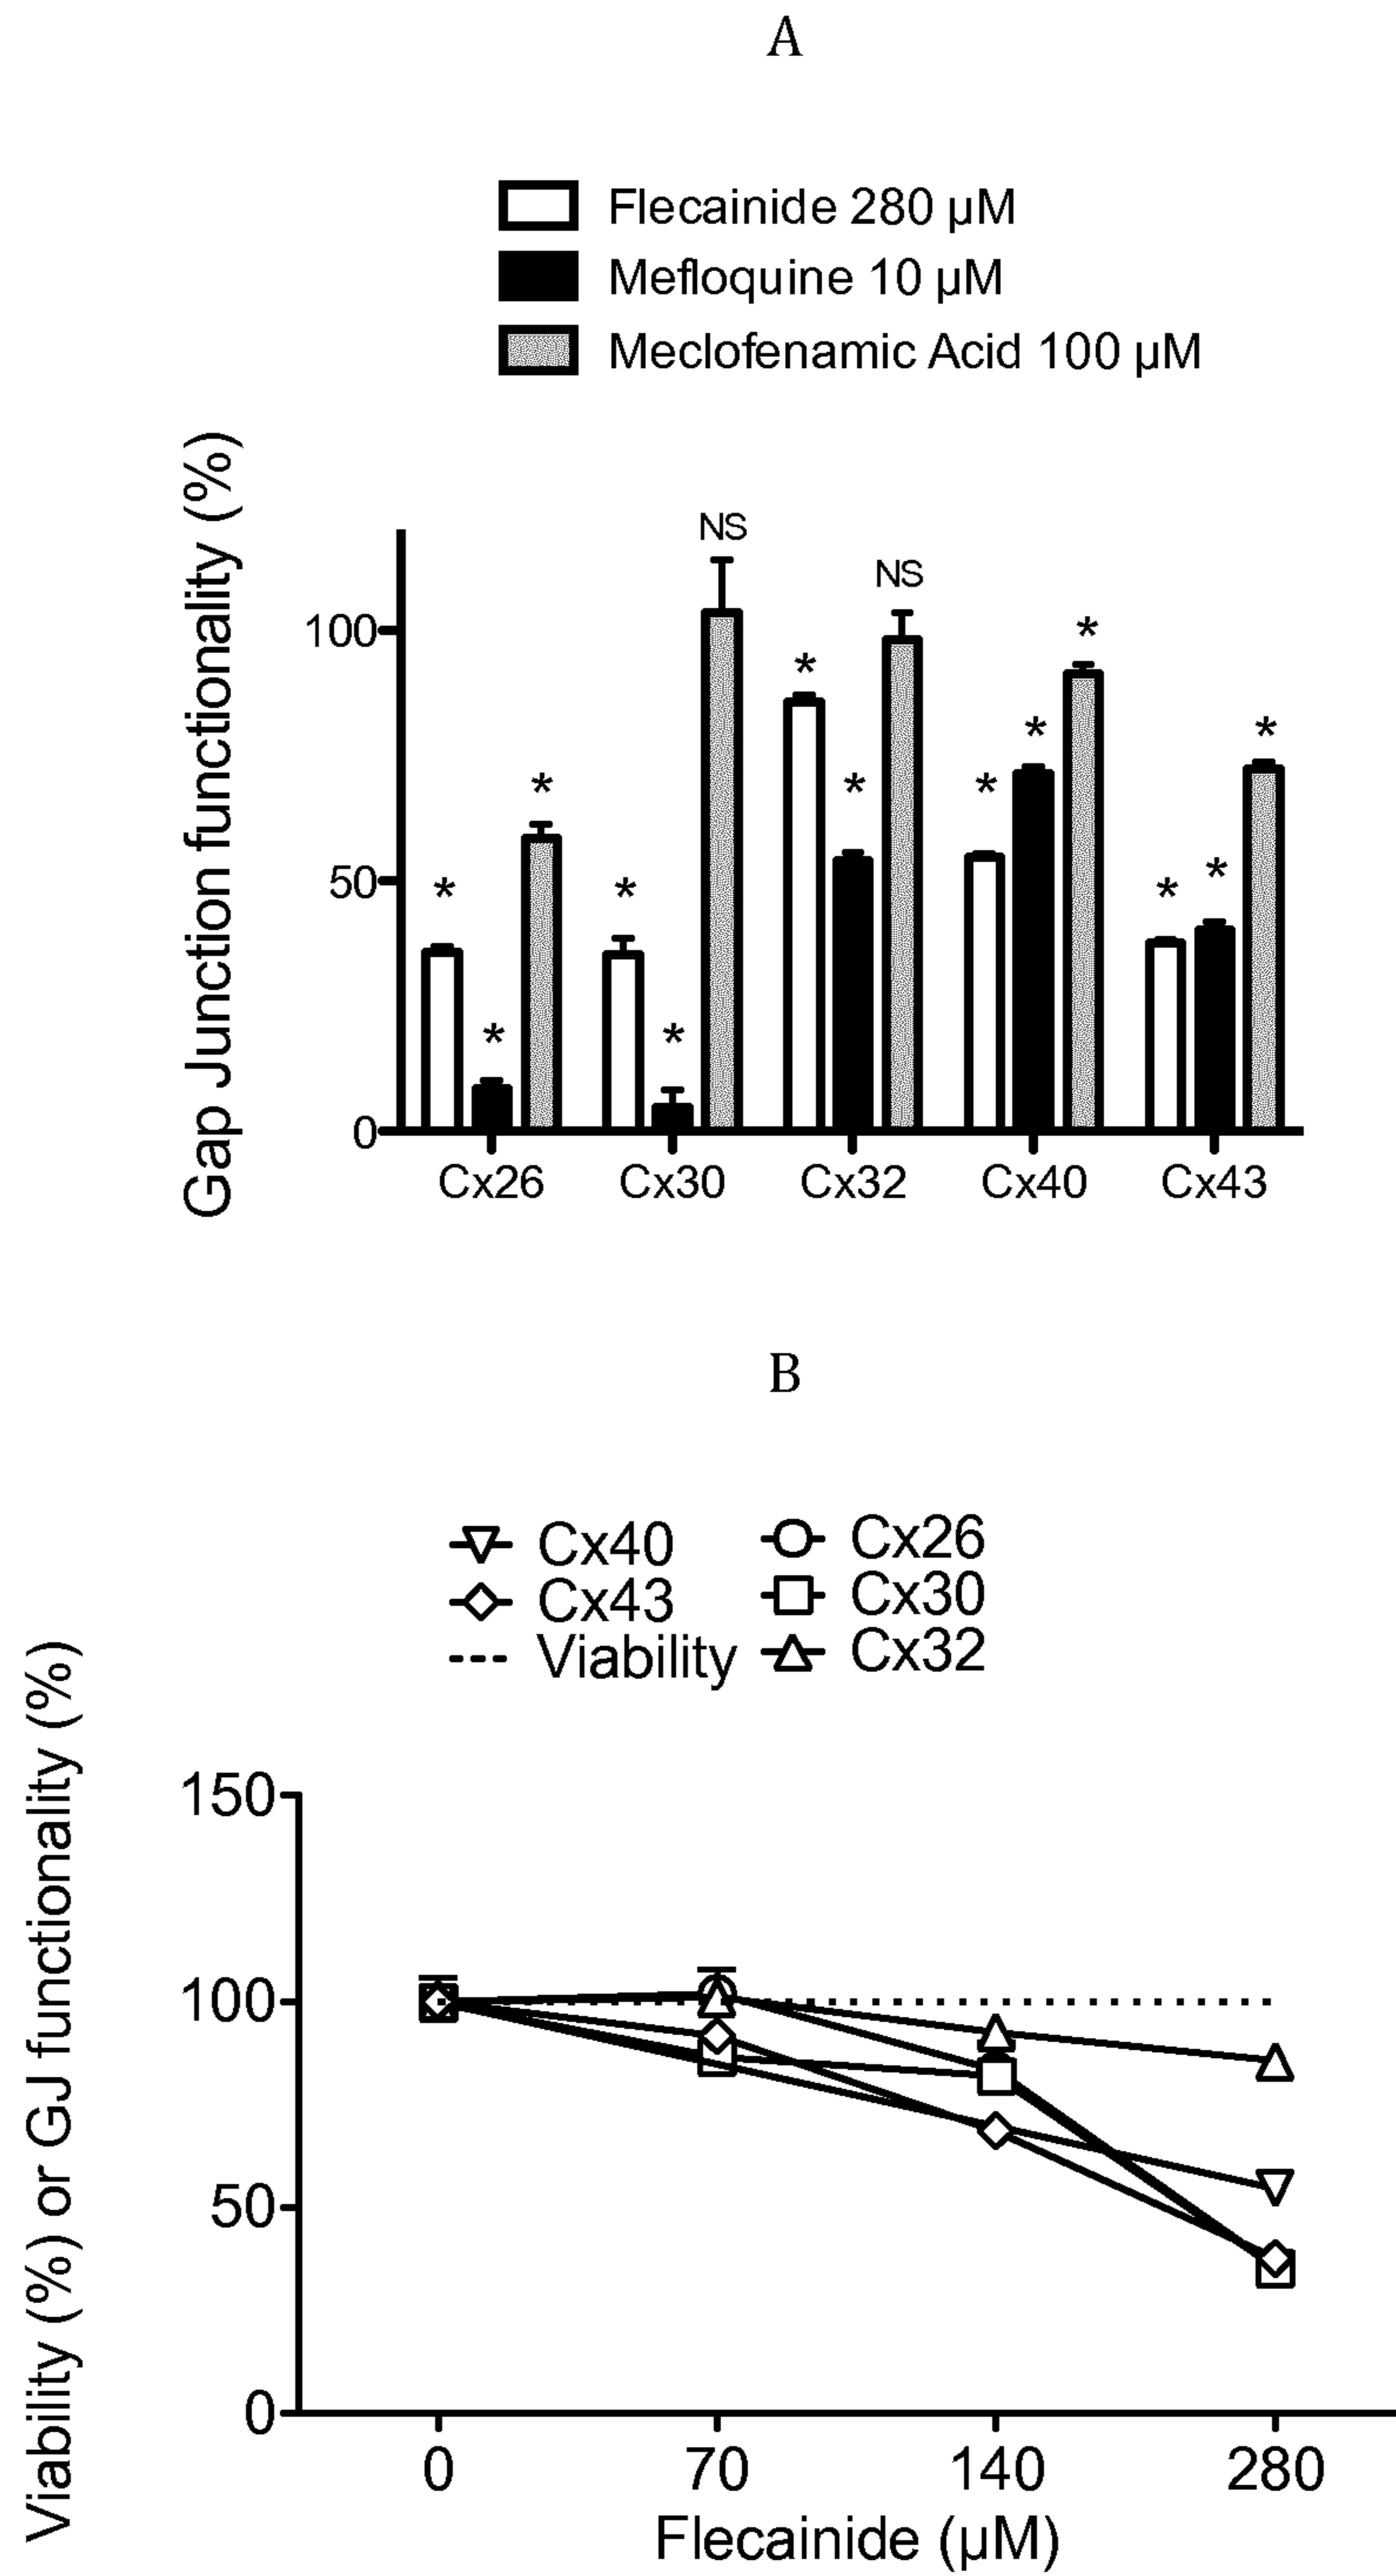 A
Flecainide 280 µM
Mefloquine 10 µM
Meclofenamic Acid 100 µM
Gap Junction functionality (%)
NS
NS
100
*
*
*
*
*
*
*
50
*
*
*
*
*
*
0
Cx26 Cx30 Cx32 Cx40 Cx43
B
Cx40 Cx26
Cx43 Cx30
Viability Cx32
Viability (%) or GJ functionality (%)
150
100
50
0
0 70 140 280
Flecainide (µM)